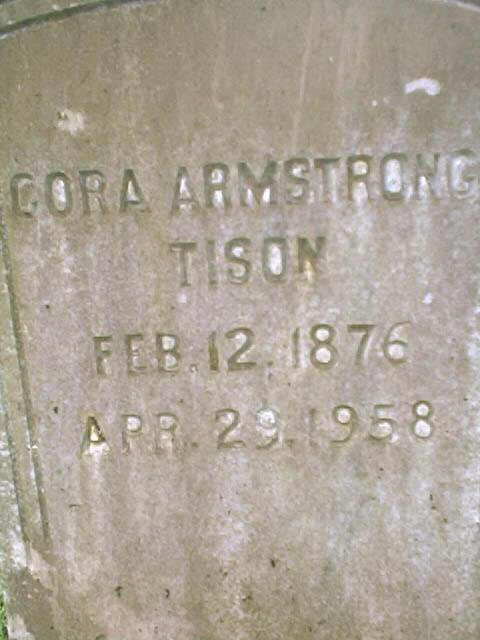 CORA ARMSTRONG
TISON
FEB. 12. 1876
APR. 29. 1958